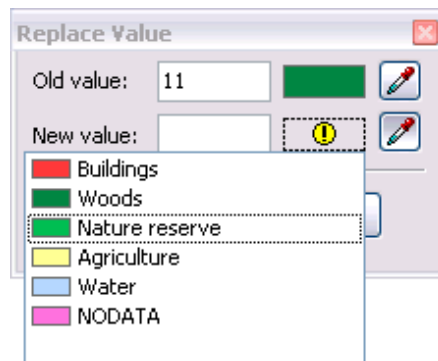 Replace Value
Old value: 11
New value:
Buildings
Woods
Nature reserve
Agriculture
Water
NODATA